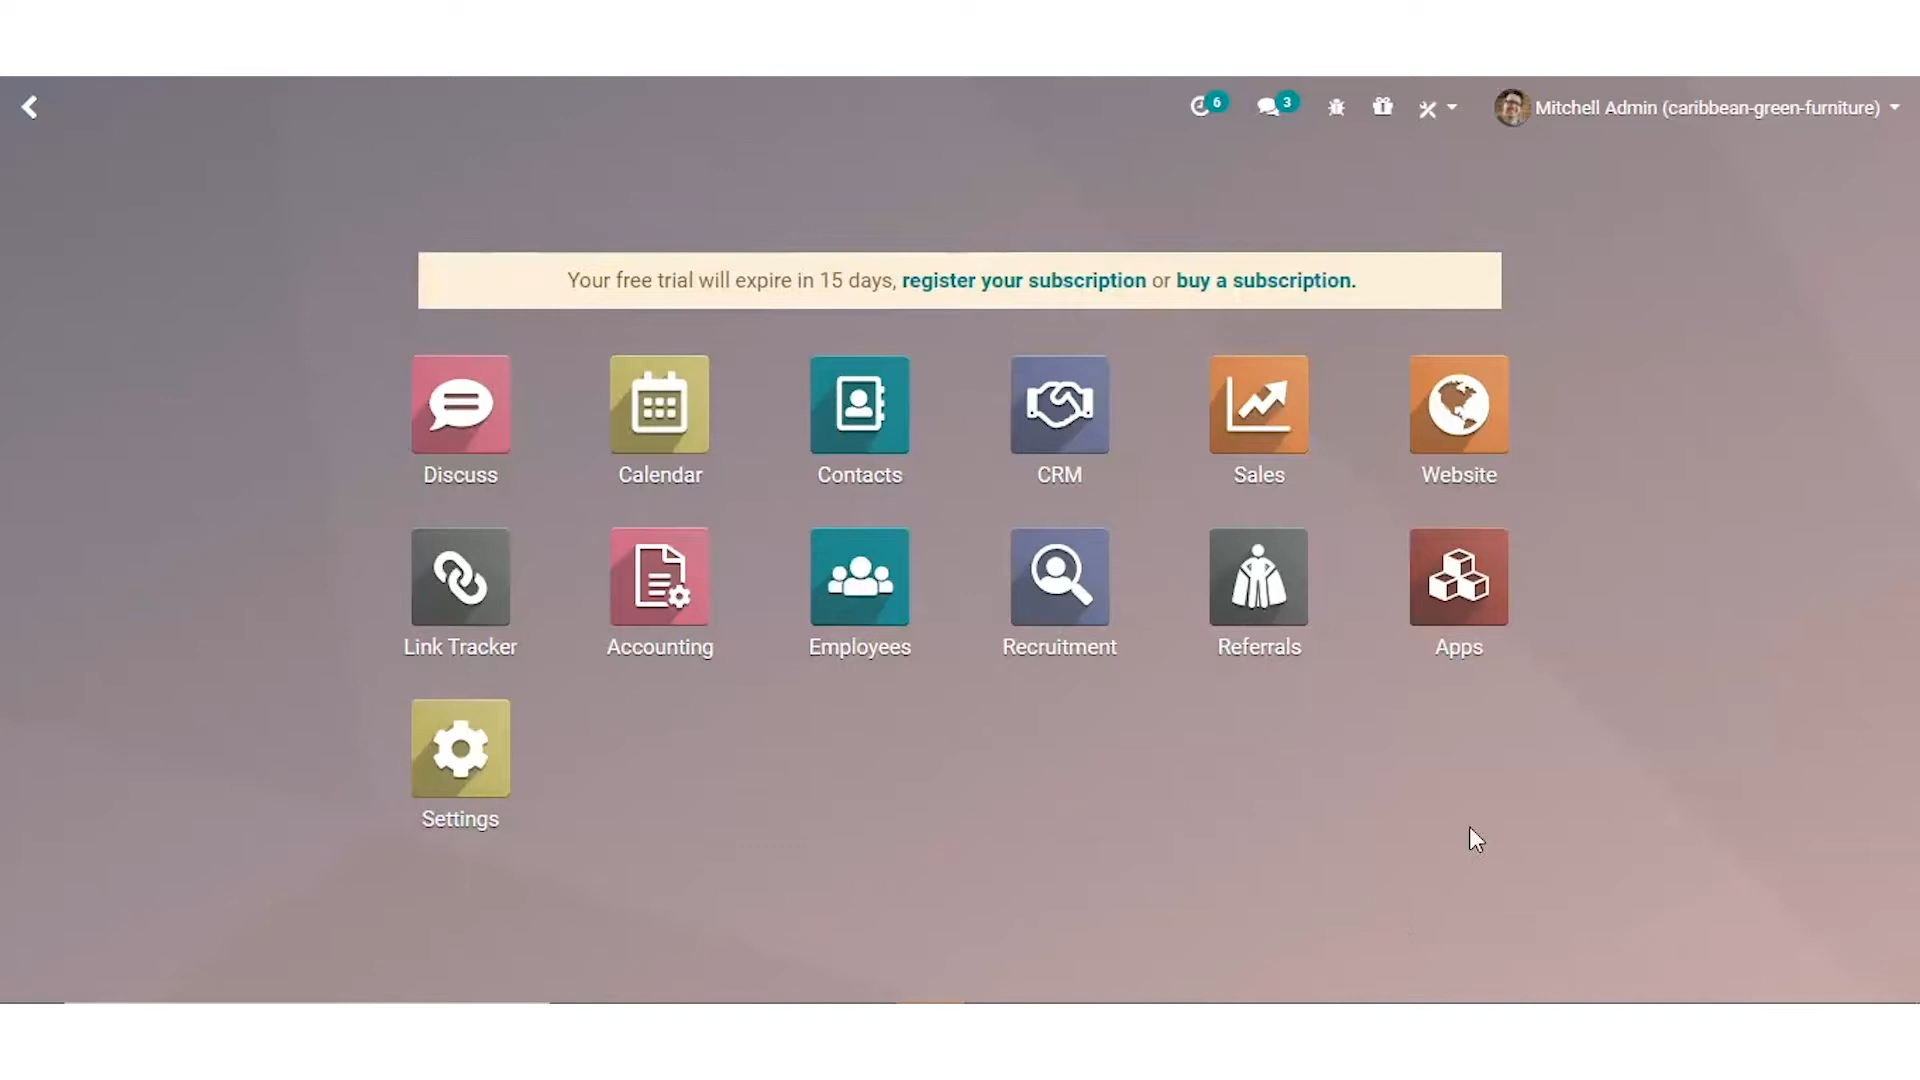 6
3
Mitchell Admin (caribbean-green-furniture)
Your free trial will expire in 15 days, register your subscription or buy a subscription.
Discuss
Calendar
Contacts
CRM
Sales
Website
Link Tracker
Accounting
Employees
Recruitment
Referrals
Apps
Settings